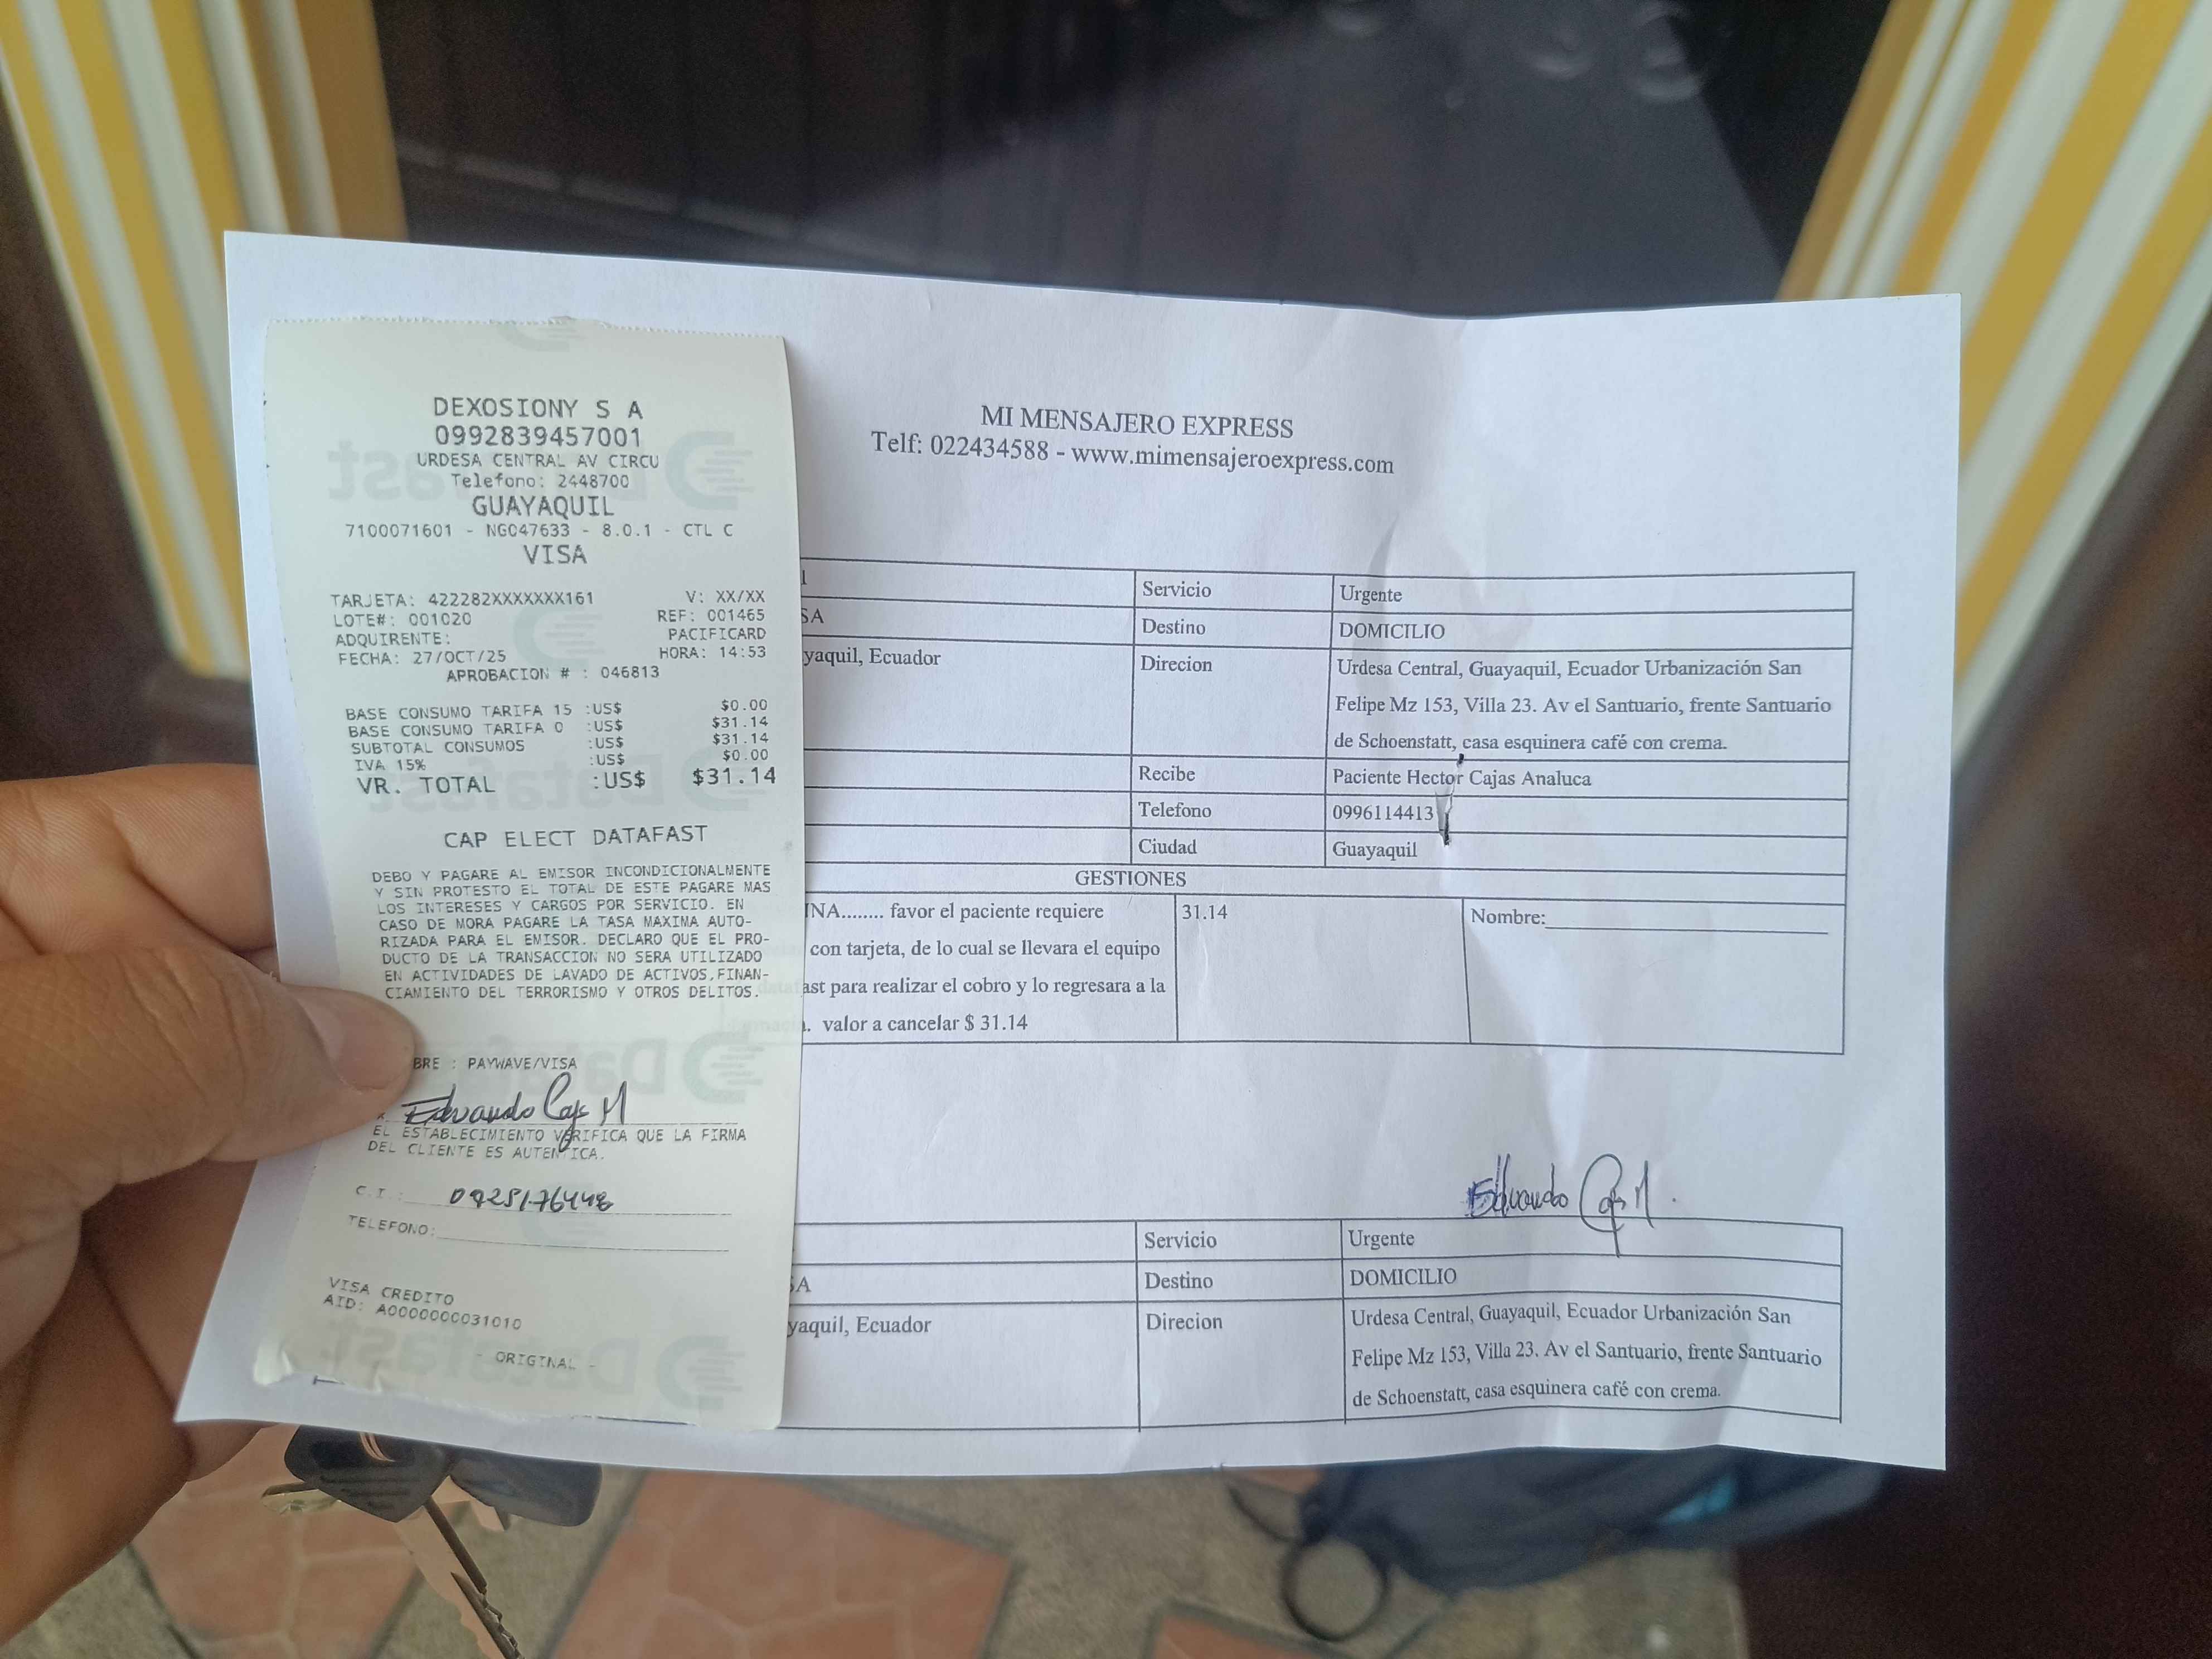 DEXOSIONY S A
0992839457001
URDESA CENTRAL AV CIRCU
Telefono: 2448700
GUAYAQUIL
7100071601 - NG047633 - 8.0.1 - CTL C
VISA
TARJETA: 422282XXXXXXX161 V: XX/XX
LOTE#: 001020 REF: 001465
ADQUIRENTE: PACIFICARD
FECHA: 27/OCT/25 HORA: 14:53
APROBACION # : 046813
BASE CONSUMO TARIFA 15 :US$ $0.00
BASE CONSUMO TARIFA 0 :US$ $31.14
SUBTOTAL CONSUMOS :US$ $31.14
IVA 15% :US$ $0.00
VR. TOTAL :US$ $31.14
CAP ELECT DATAFAST
DEBO Y PAGARE AL EMISOR INCONDICIONALMENTE
Y SIN PROTESTO EL TOTAL DE ESTE PAGARE MAS
LOS INTERESES Y CARGOS POR SERVICIO. EN
CASO DE MORA PAGARE LA TASA MAXIMA AUTO-
RIZADA PARA EL EMISOR. DECLARO QUE EL PRO-
DUCTO DE LA TRANSACCION NO SERA UTILIZADO
EN ACTIVIDADES DE LAVADO DE ACTIVOS,FINAN-
CIAMIENTO DEL TERRORISMO Y OTROS DELITOS.
BRE : PAYWAVE/VISA
Eduardo Cajas M
EL ESTABLECIMIENTO VERIFICA QUE LA FIRMA
DEL CLIENTE ES AUTENTICA.
C.I.:
TELEFONO:
VISA CREDITO
AID: A0000000031010
- ORIGINAL -
MI MENSAJERO EXPRESS
Telf: 022434588 - www.mimensajeroexpress.com
Servicio Urgente
SA Destino DOMICILIO
yaquil, Ecuador Direcion Urdesa Central, Guayaquil, Ecuador Urbanización San
Felipe Mz 153, Villa 23. Av el Santuario, frente Santuario
de Schoenstatt, casa esquinera café con crema.
Recibe Paciente Hector Cajas Analuca
Telefono 0996114413
Ciudad Guayaquil
GESTIONES
INA........ favor el paciente requiere 31.14 Nombre:
con tarjeta, de lo cual se llevara el equipo
ast para realizar el cobro y lo regresara a la
. valor a cancelar $ 31.14
Eduardo Cajas M.
Servicio Urgente
SA Destino DOMICILIO
yaquil, Ecuador Direcion Urdesa Central, Guayaquil, Ecuador Urbanización San
Felipe Mz 153, Villa 23. Av el Santuario, frente Santuario
de Schoenstatt, casa esquinera café con crema.